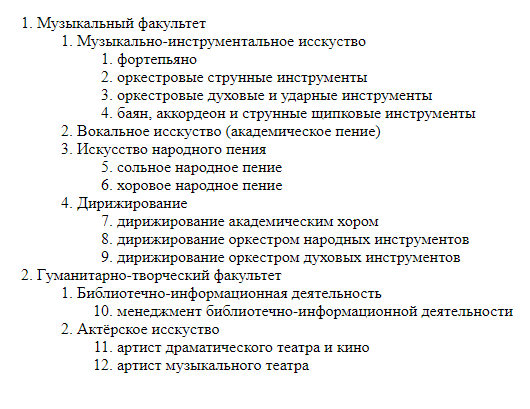 1. Музыкальный факультет
1. Музыкально-инструментальное исскуство
1. фортепьяно
2. оркестровые струнные инструменты
3. оркестровые духовые и ударные инструменты
4. баян, аккордеон и струнные щипковые инструменты
2. Вокальное исскуство (академическое пение)
3. Искусство народного пения
5. сольное народное пение
6. хоровое народное пение
4. Дирижирование
7. дирижирование академическим хором
8. дирижирование оркестром народных инструментов
9. дирижирование оркестром духовых инструментов
2. Гуманитарно-творческий факультет
1. Библиотечно-информационная деятельность
10. менеджмент библиотечно-информационной деятельности
2. Актёрское исскуство
11. артист драматического театра и кино
12. артист музыкального театра